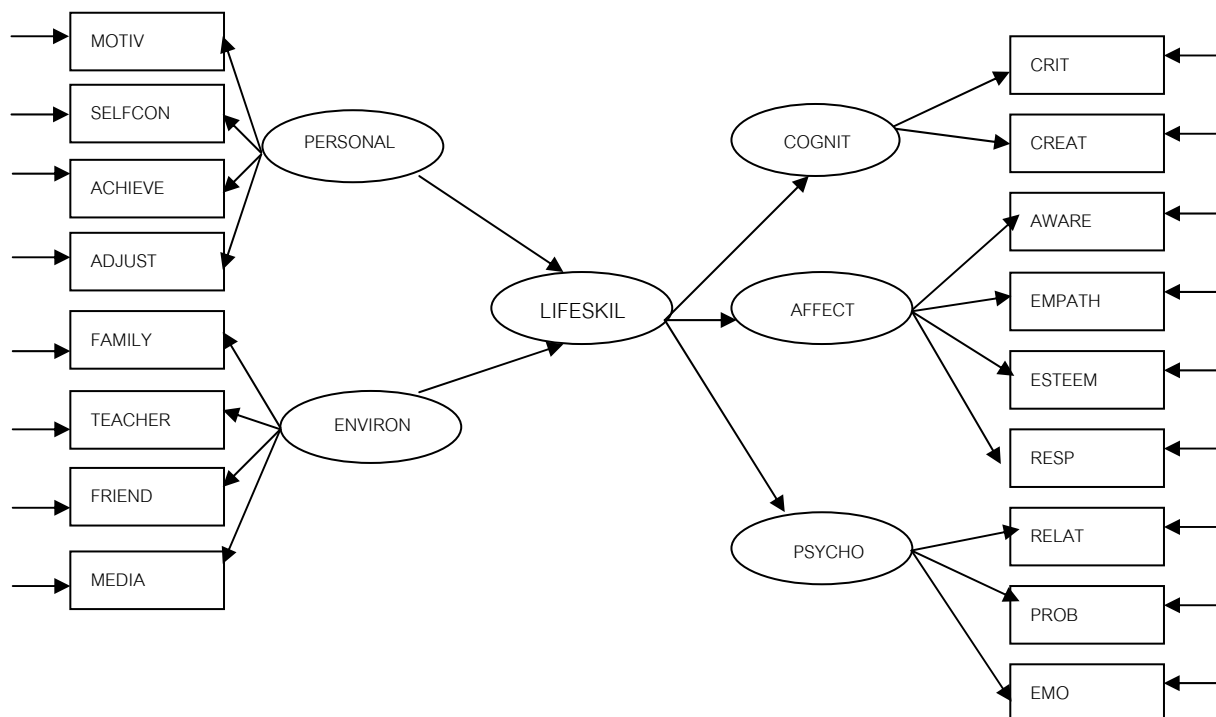 MOTIV
SELFCON
ACHIEVE
ADJUST
FAMILY
TEACHER
FRIEND
MEDIA
PERSONAL
ENVIRON
LIFESKIL
COGNIT
AFFECT
PSYCHO
CRIT
CREAT
AWARE
EMPATH
ESTEEM
RESP
RELAT
PROB
EMO